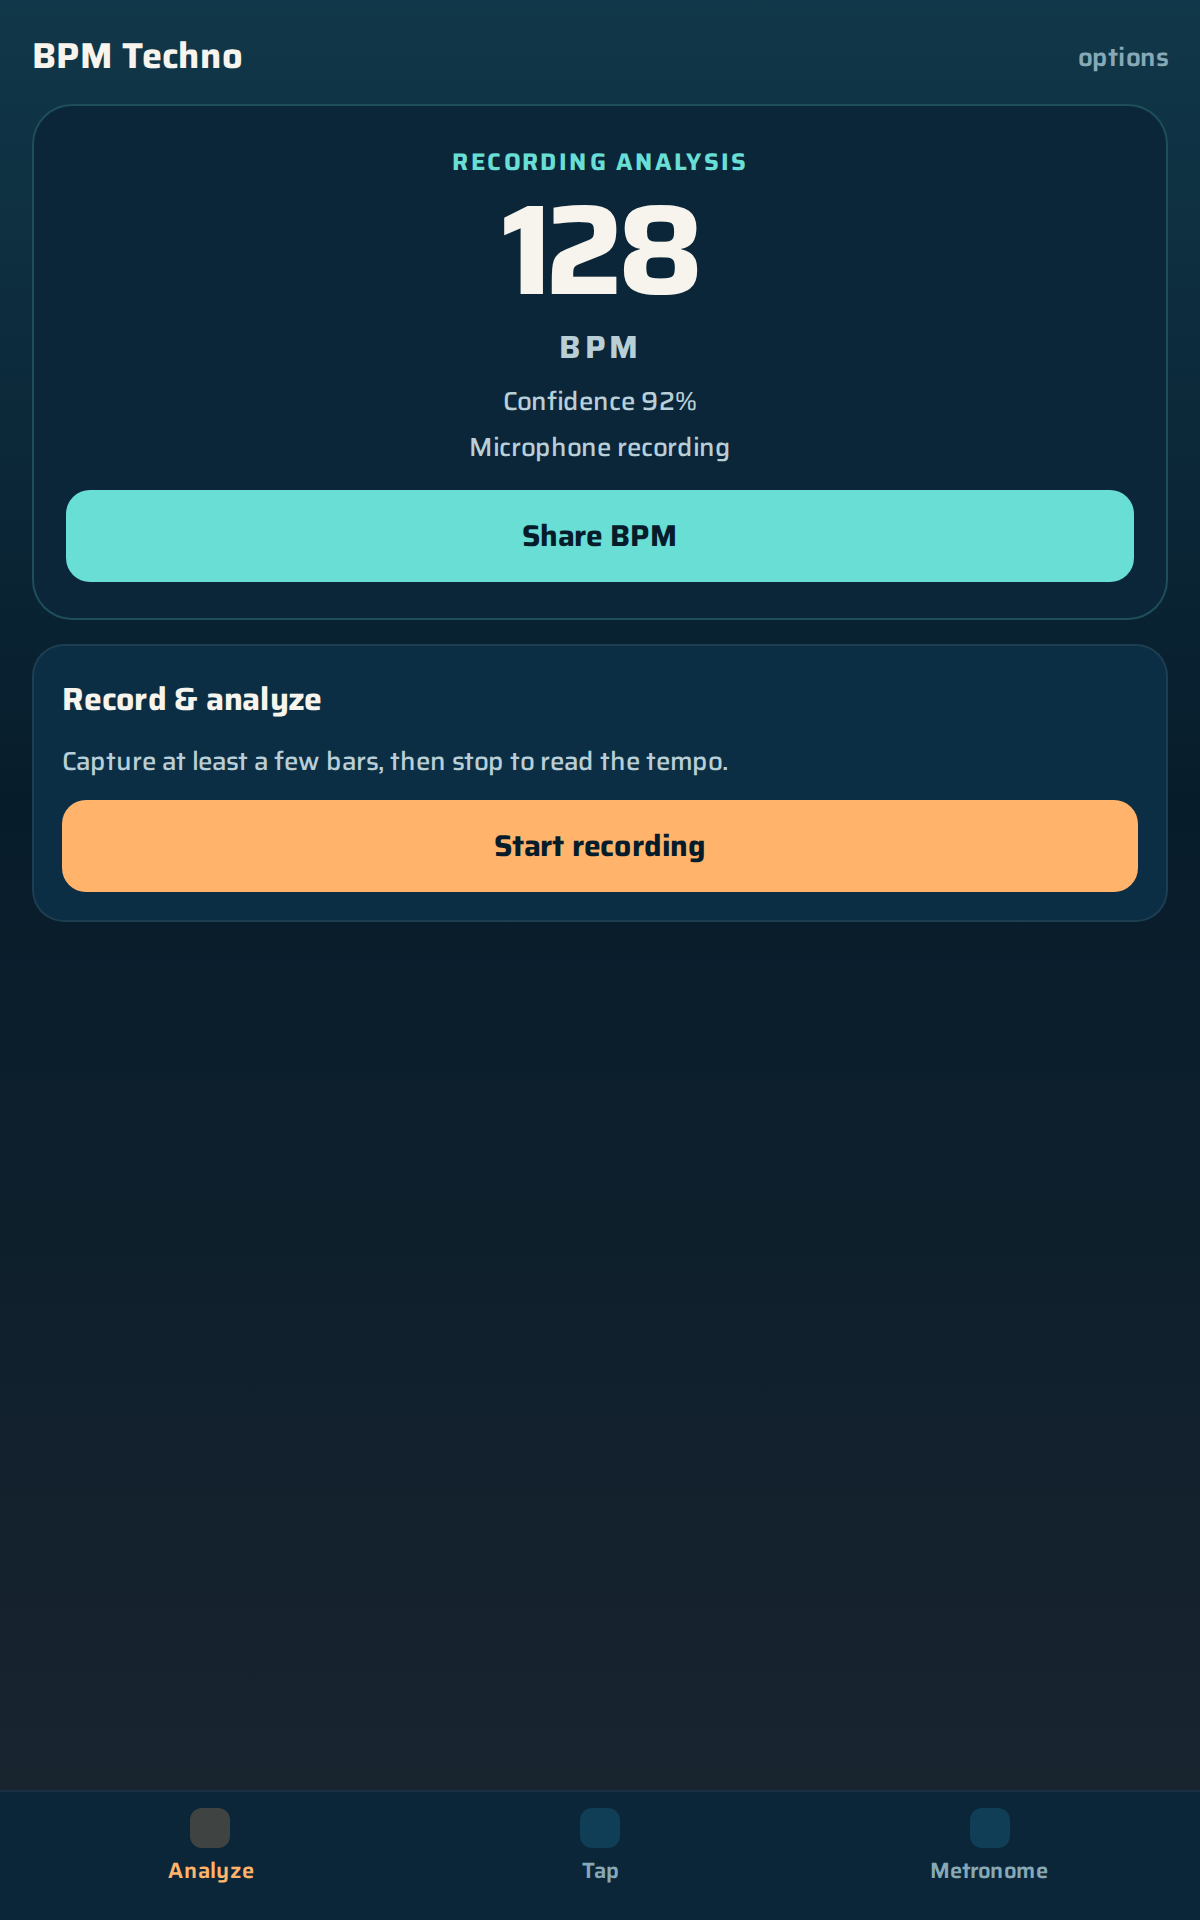 BPM Techno
options
RECORDING ANALYSIS
128
BPM
Confidence 92%
Microphone recording
Share BPM
Record & analyze
Capture at least a few bars, then stop to read the tempo.
Start recording
Analyze
Tap
Metronome